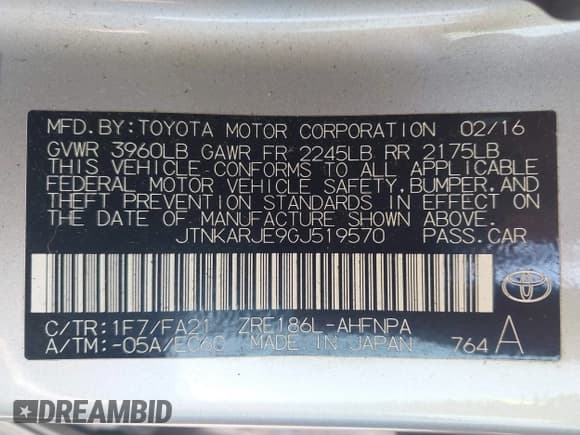 MFD.BY:TOYOTA MOTOR CORPORATION 02/16
GVWR 3960LB GAWR FR 2245LB RR 2175LB
THIS VEHICLE CONFORMS TO ALL APPLICABLE
FEDERAL MOTOR VEHICLE SAFETY,BUMPER,AND
THEFT PREVENTION STANDARDS IN EFFECT ON
THE DATE OF MANUFACTURE SHOWN ABOVE.
JTNKARJE9GJ519570 PASS.CAR
C/TR:1F7/FA21 ZRE186L-AHFNPA A
A/TM:-05A/EC60 MADE IN JAPAN 764
DREAMBID